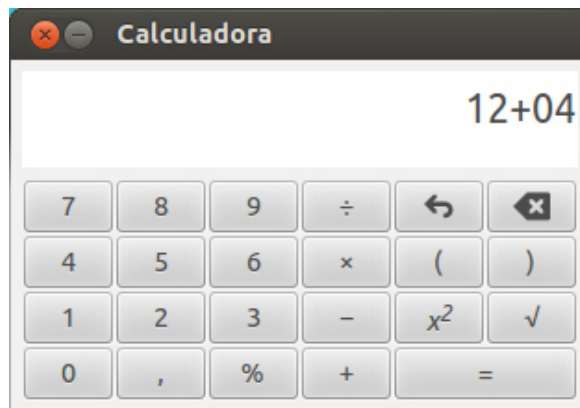 Calculadora
12+04
7 8 9 ÷
4 5 6 × ( )
1 2 3 − x² √
0 , % + =